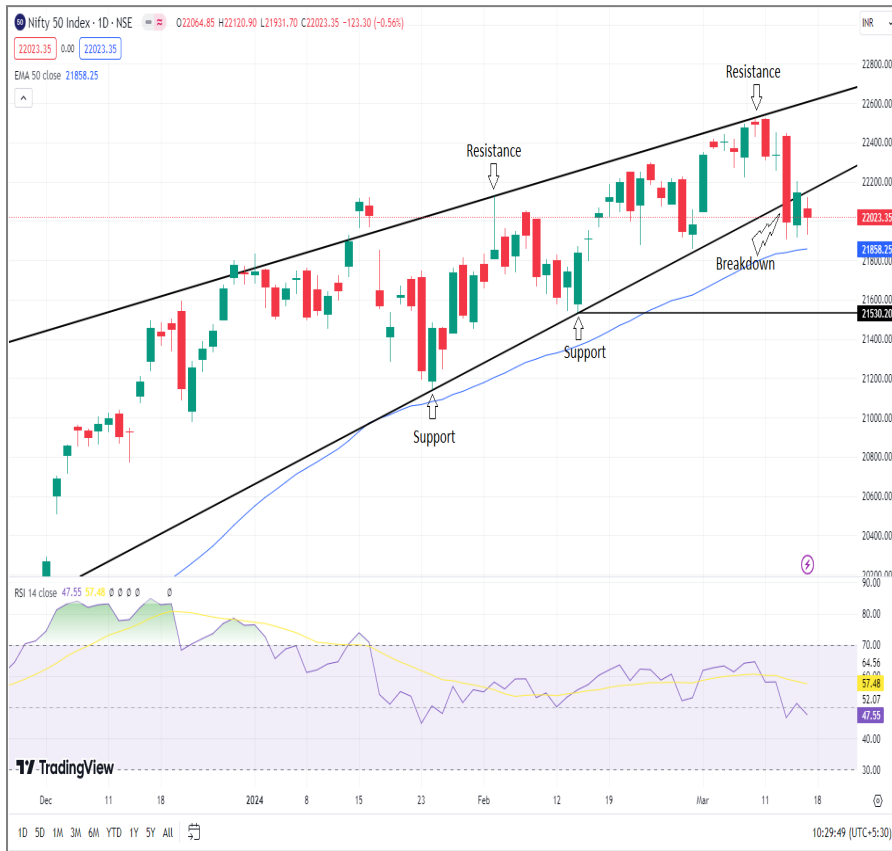 50 Nifty 50 Index · 1D · NSE O22064.85 H22120.90 L21931.70 C22023.35 −123.30 (−0.56%) INR
22023.35 0.00 22023.35
EMA 50 close 21858.25
22800.00
Resistance
22600.00
22400.00
Resistance
22200.00
22023.35
21858.25
Breakdown
21800.00
21600.00
21530.20
Support
21400.00
21200.00
Support
21000.00
20800.00
20600.00
20400.00
20200.00
RSI 14 close 47.55 57.48 Ø Ø Ø Ø Ø
90.00
80.00
70.00
64.56
60.00
57.48
52.07
47.55
40.00
TradingView
30.00
Dec 11 18 2024 8 15 23 Feb 12 19 Mar 11 18
1D 5D 1M 3M 6M YTD 1Y 5Y All 10:29:49 (UTC+5:30)